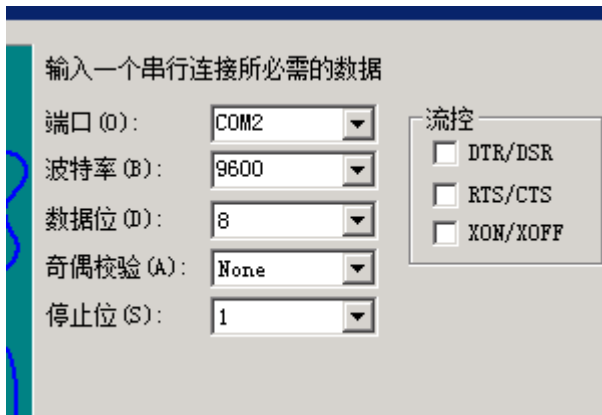 输入一个串行连接所必需的数据
端口(O):
COM2
波特率(B):
9600
数据位(D):
8
奇偶校验(A):
None
停止位(S):
1
流控
DTR/DSR
RTS/CTS
XON/XOFF